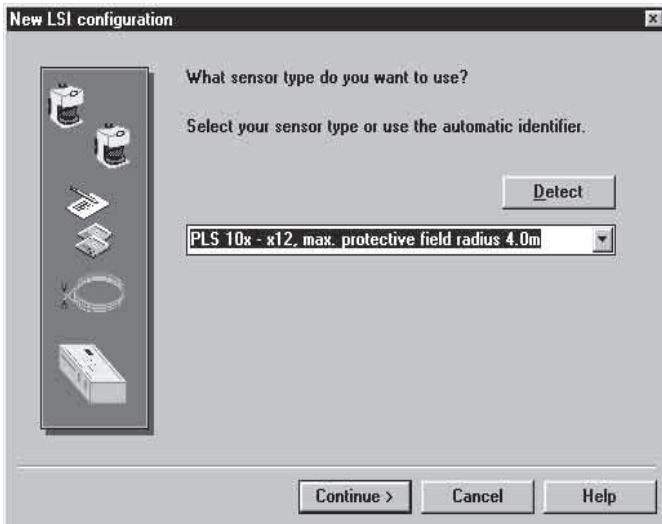 New LSI configuration
What sensor type do you want to use?
Select your sensor type or use the automatic identifier.
Detect
PLS 10x - x12, max. protective field radius 4.0m
Continue >
Cancel
Help